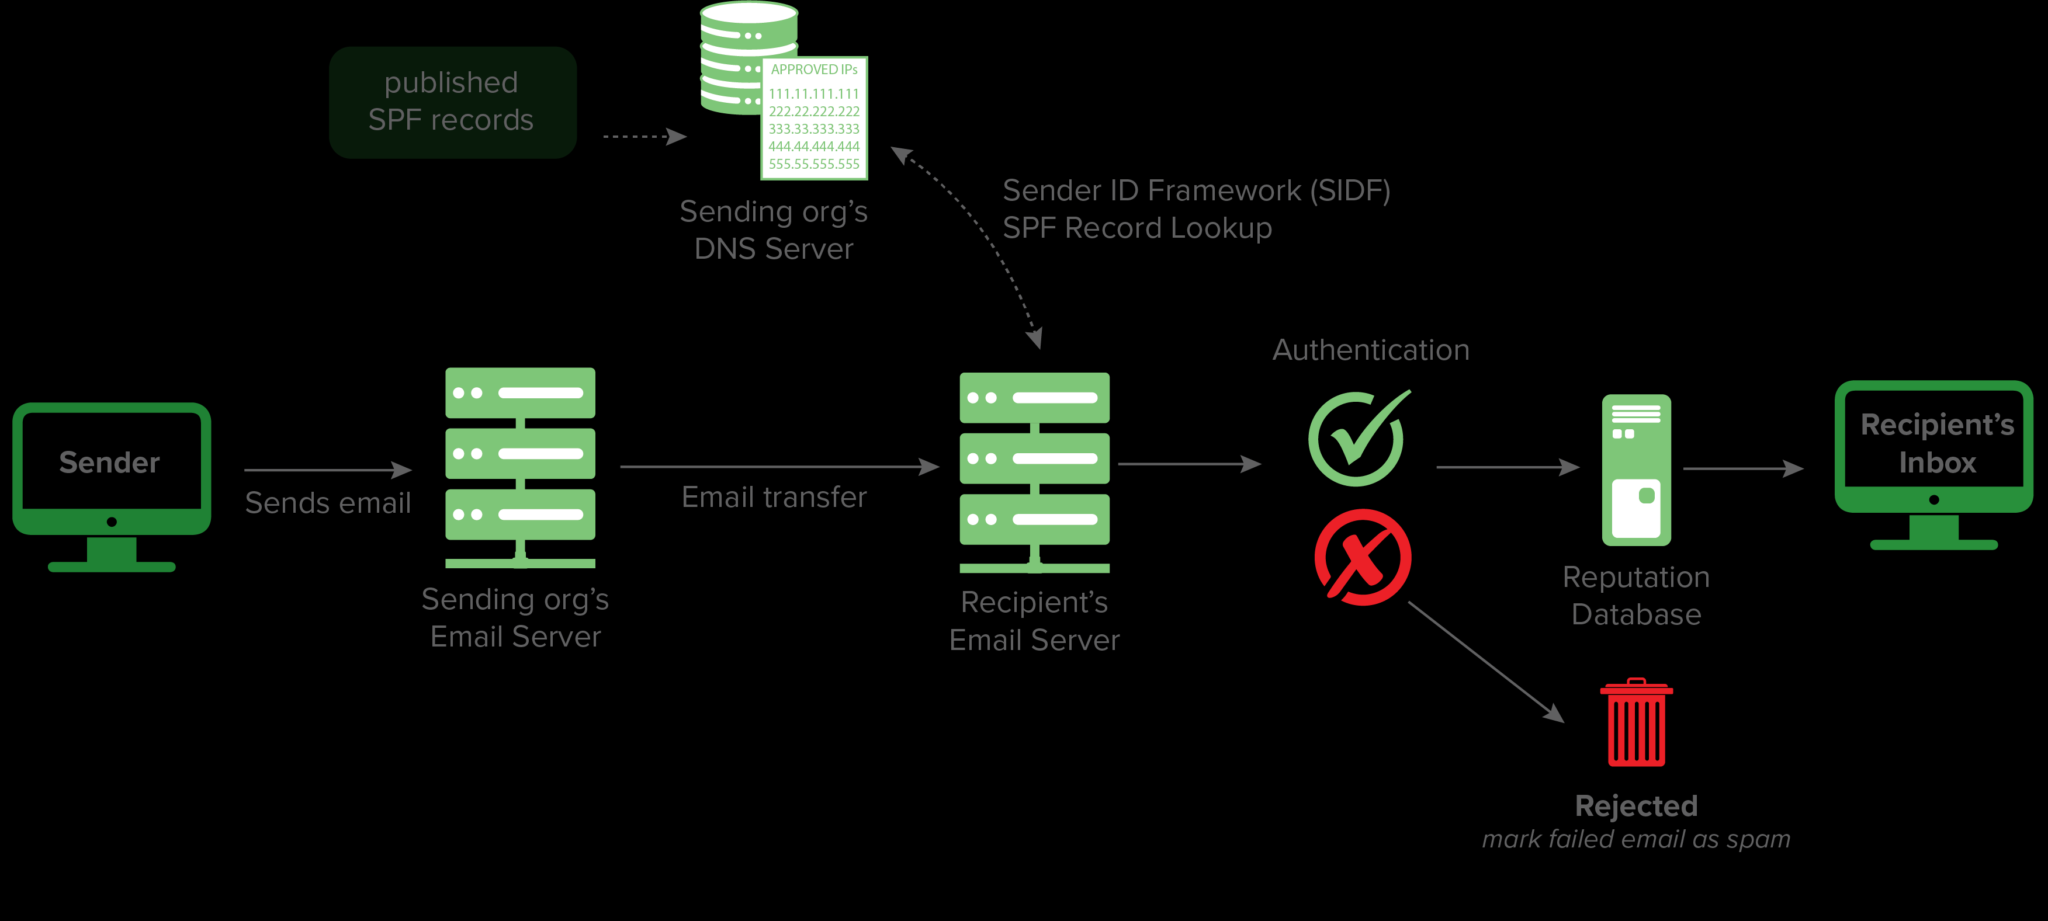 published
SPF records
APPROVED IPs
111.11.111.111
222.22.222.222
333.33.333.333
444.44.444.444
555.55.555.555
Sending org’s
DNS Server
Sender ID Framework (SIDF)
SPF Record Lookup
Sender
Sends email
Sending org’s
Email Server
Email transfer
Recipient’s
Email Server
Authentication
Reputation
Database
Recipient’s
Inbox
Rejected
mark failed email as spam